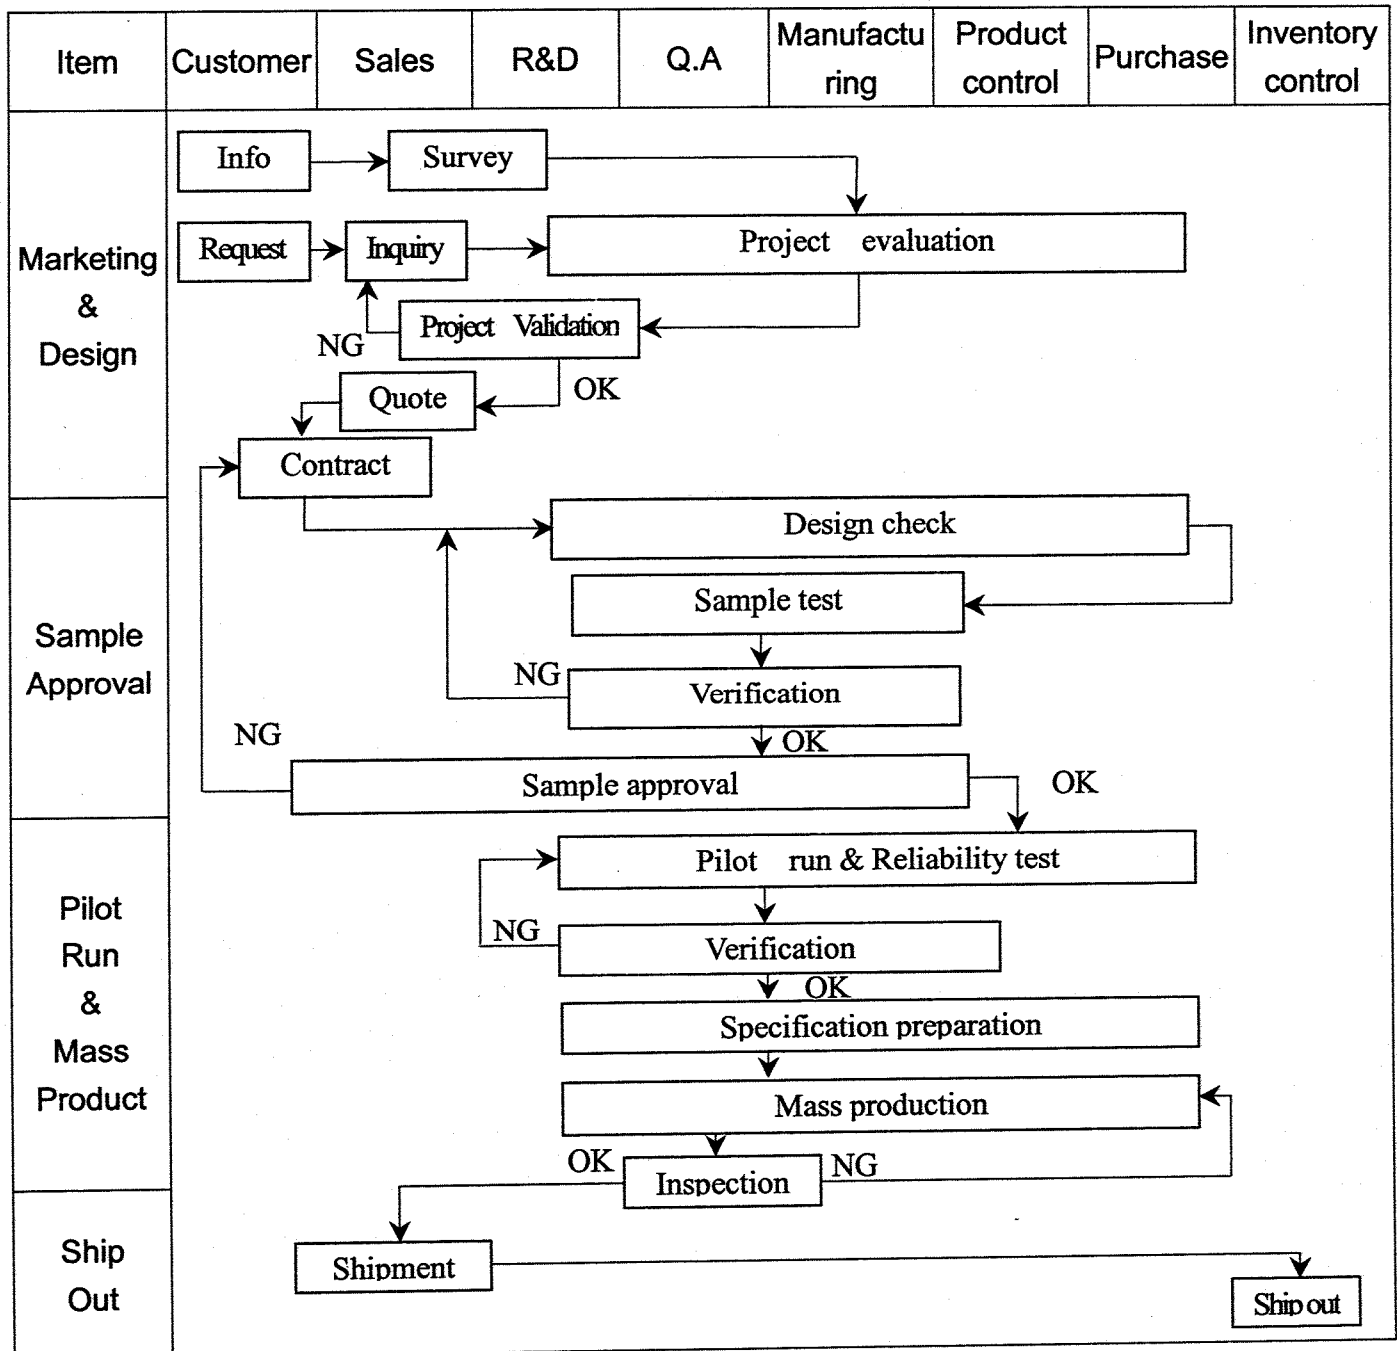 Item
Customer
Sales
R&D
Q.A
Manufactu
ring
Product
control
Purchase
Inventory
control
Marketing
&
Design
Info
Survey
Request
Inquiry
Project evaluation
Project Validation
NG
OK
Quote
Contract
Sample
Approval
Design check
Sample test
NG
Verification
NG
OK
Sample approval
OK
Pilot
Run
&
Mass
Product
Pilot run & Reliability test
NG
Verification
OK
Specification preparation
Mass production
OK
NG
Inspection
Ship
Out
Shipment
Ship out